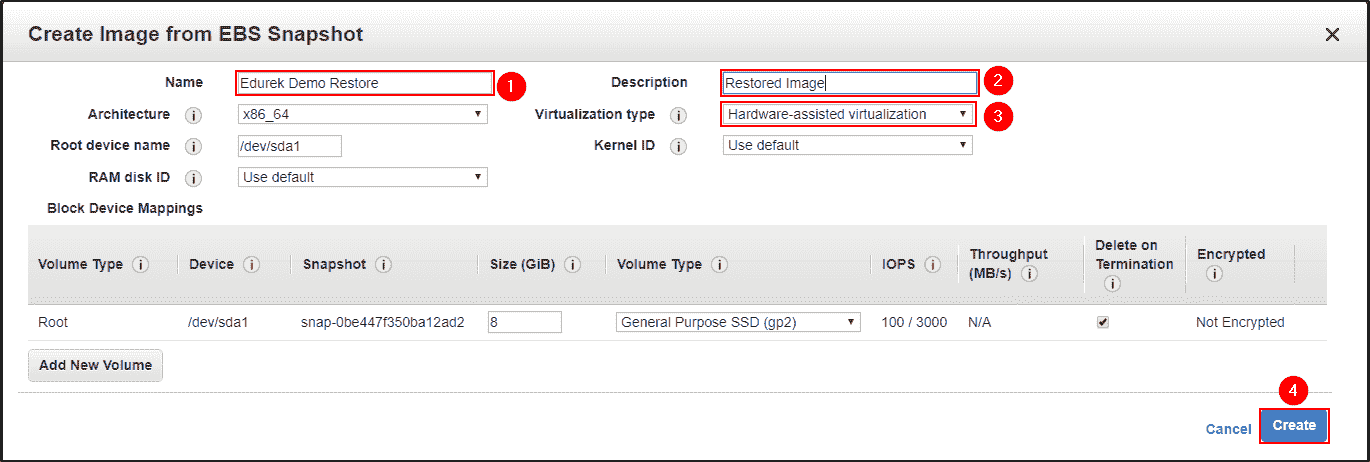 Create Image from EBS Snapshot
Name Edurek Demo Restore 1 Description Restored Image 2
Architecture i x86_64 Virtualization type i Hardware-assisted virtualization 3
Root device name i /dev/sda1 Kernel ID i Use default
RAM disk ID i Use default
Block Device Mappings
Volume Type i Device i Snapshot i Size (GiB) i Volume Type i IOPS i Throughput (MB/s) i Delete on Termination i Encrypted i
Root /dev/sda1 snap-0be447f350ba12ad2 8 General Purpose SSD (gp2) 100 / 3000 N/A Not Encrypted
Add New Volume
4
Cancel Create